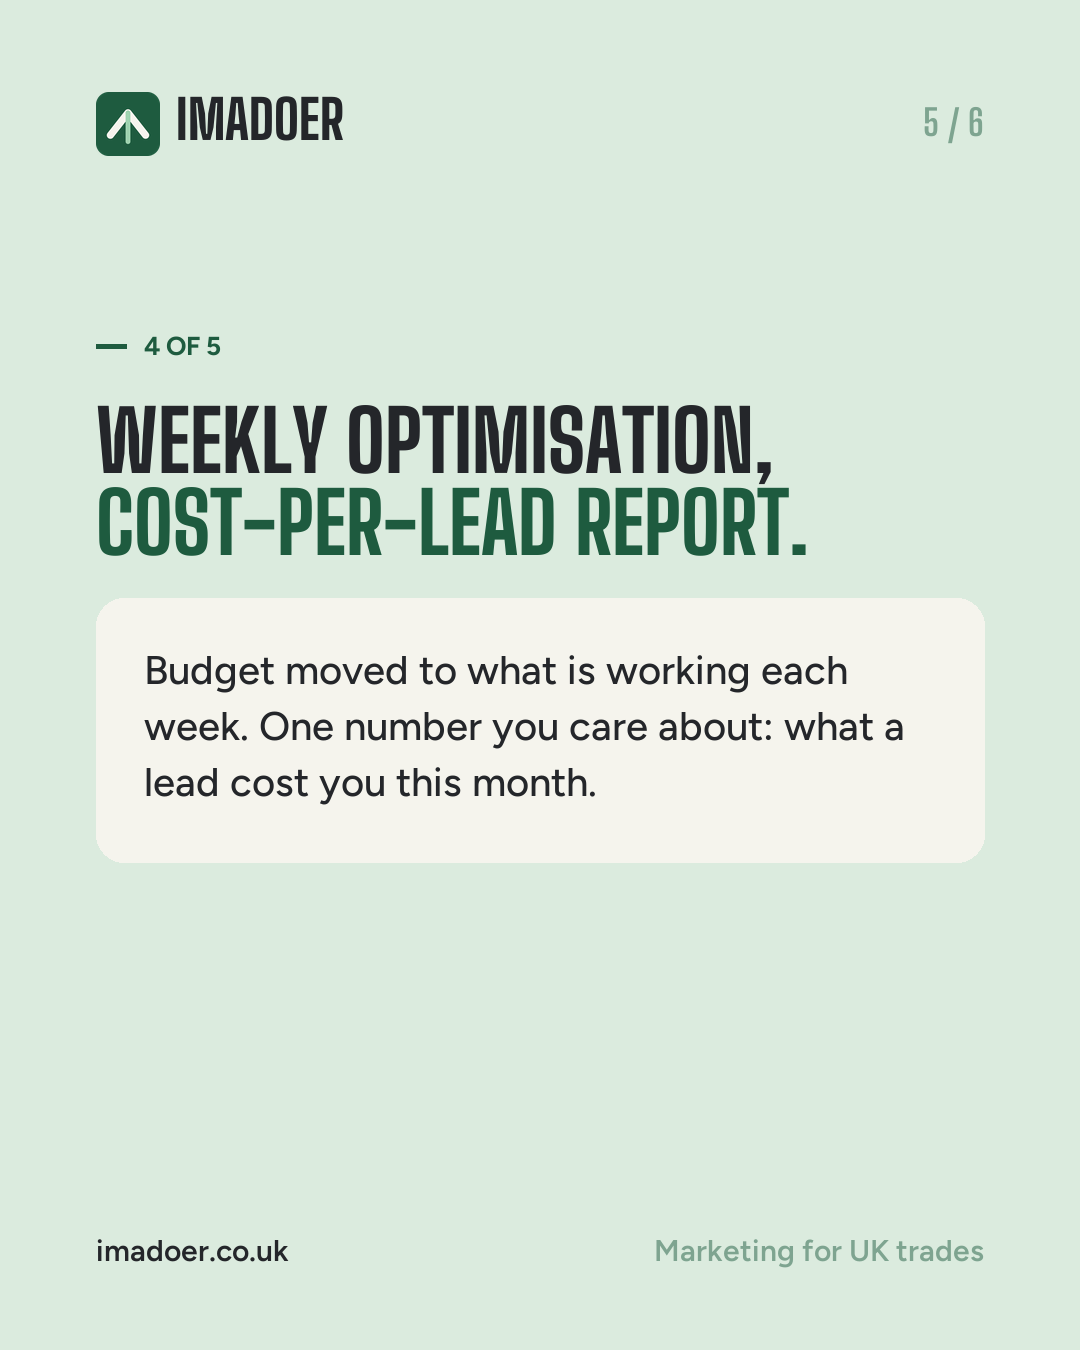 IMADOER
5 / 6
4 OF 5
WEEKLY OPTIMISATION,
COST-PER-LEAD REPORT.
Budget moved to what is working each
week. One number you care about: what a
lead cost you this month.
imadoer.co.uk
Marketing for UK trades